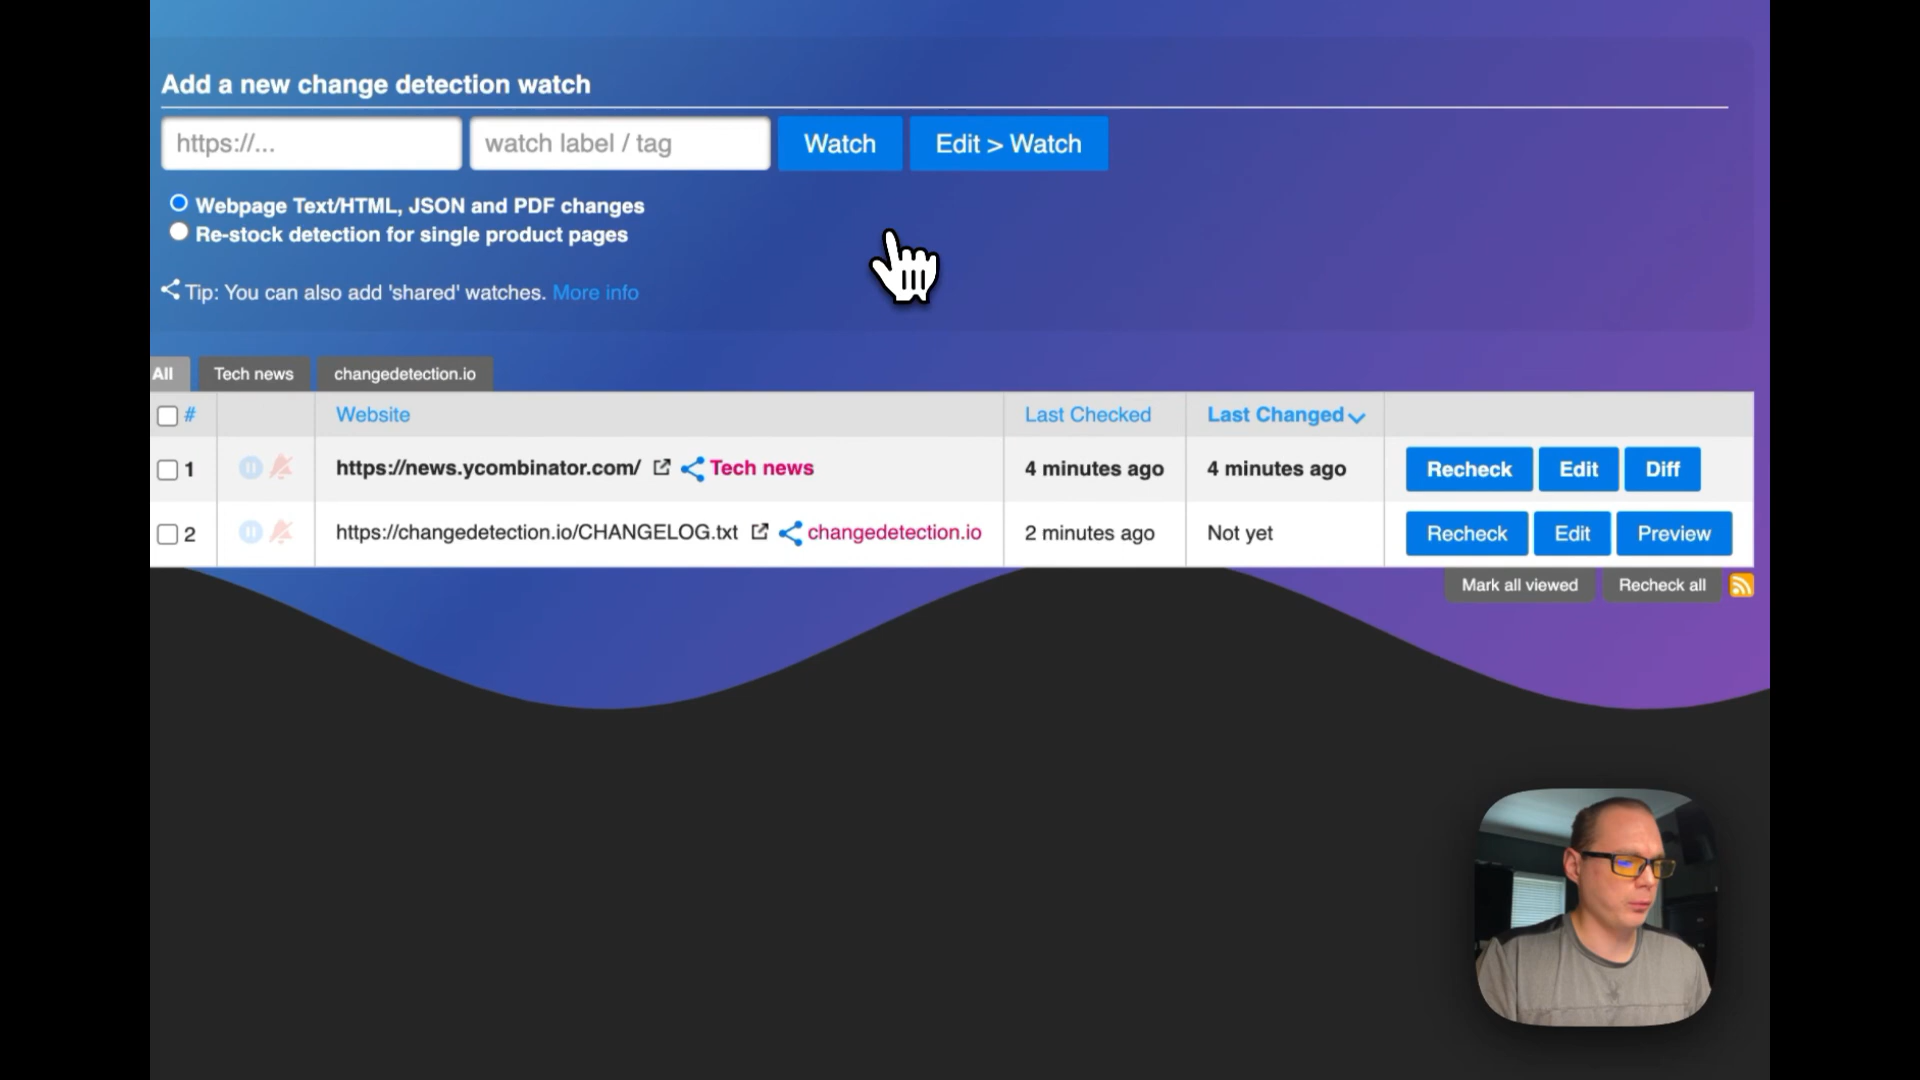 Add a new change detection watch
https://... watch label / tag Watch Edit > Watch
Webpage Text/HTML, JSON and PDF changes
Re-stock detection for single product pages
Tip: You can also add 'shared' watches. More info
All Tech news changedetection.io
# Website Last Checked Last Changed
1 https://news.ycombinator.com/ Tech news 4 minutes ago 4 minutes ago Recheck Edit Diff
2 https://changedetection.io/CHANGELOG.txt changedetection.io 2 minutes ago Not yet Recheck Edit Preview
Mark all viewed Recheck all